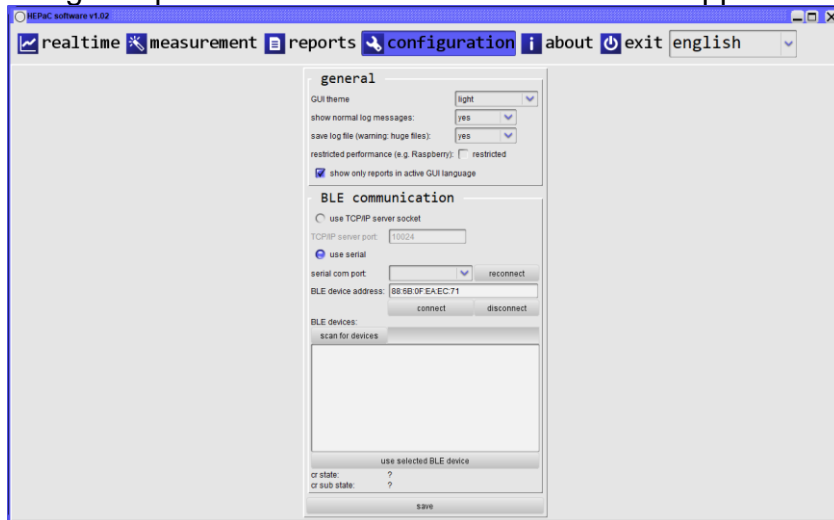 HEPaC software v1.02
realtime measurement reports configuration about exit english
general
GUI theme light
show normal log messages: yes
save log file (warning: huge files): yes
restricted performance (e.g. Raspberry): restricted
show only reports in active GUI language
BLE communication
use TCP/IP server socket
TCP/IP server port: 10024
use serial
serial com port: reconnect
BLE device address: 88:6B:0F:EA:EC:71
connect disconnect
BLE devices:
scan for devices
use selected BLE device
cr state: ?
cr sub state: ?
save